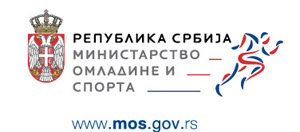 РЕПУБЛИКА СРБИЈА
МИНИСТАРСТВО
ОМЛАДИНЕ И
СПОРТА
www.mos.gov.rs